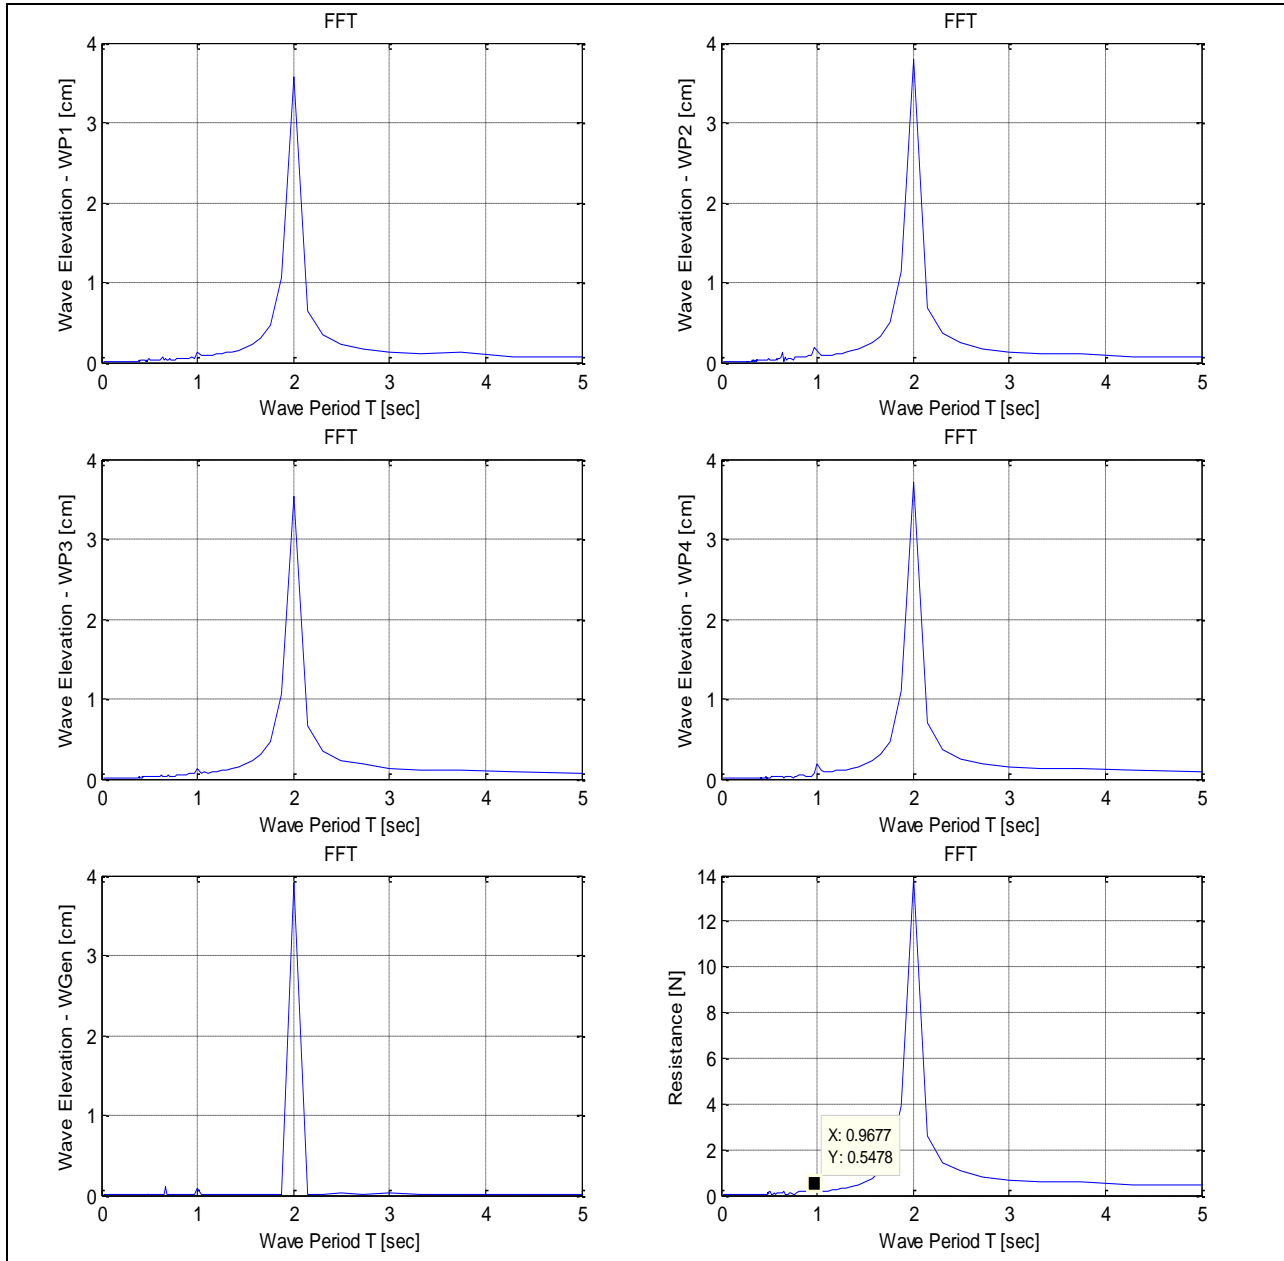 FFT
Wave Elevation - WP1 [cm]
4
3
2
1
0
0 1 2 3 4 5
Wave Period T [sec]
FFT
Wave Elevation - WP2 [cm]
4
3
2
1
0
0 1 2 3 4 5
Wave Period T [sec]
FFT
Wave Elevation - WP3 [cm]
4
3
2
1
0
0 1 2 3 4 5
Wave Period T [sec]
FFT
Wave Elevation - WP4 [cm]
4
3
2
1
0
0 1 2 3 4 5
Wave Period T [sec]
FFT
Wave Elevation - WGen [cm]
4
3
2
1
0
0 1 2 3 4 5
Wave Period T [sec]
FFT
Resistance [N]
14
12
10
8
6
4
2
0
X: 0.9677
Y: 0.5478
0 1 2 3 4 5
Wave Period T [sec]